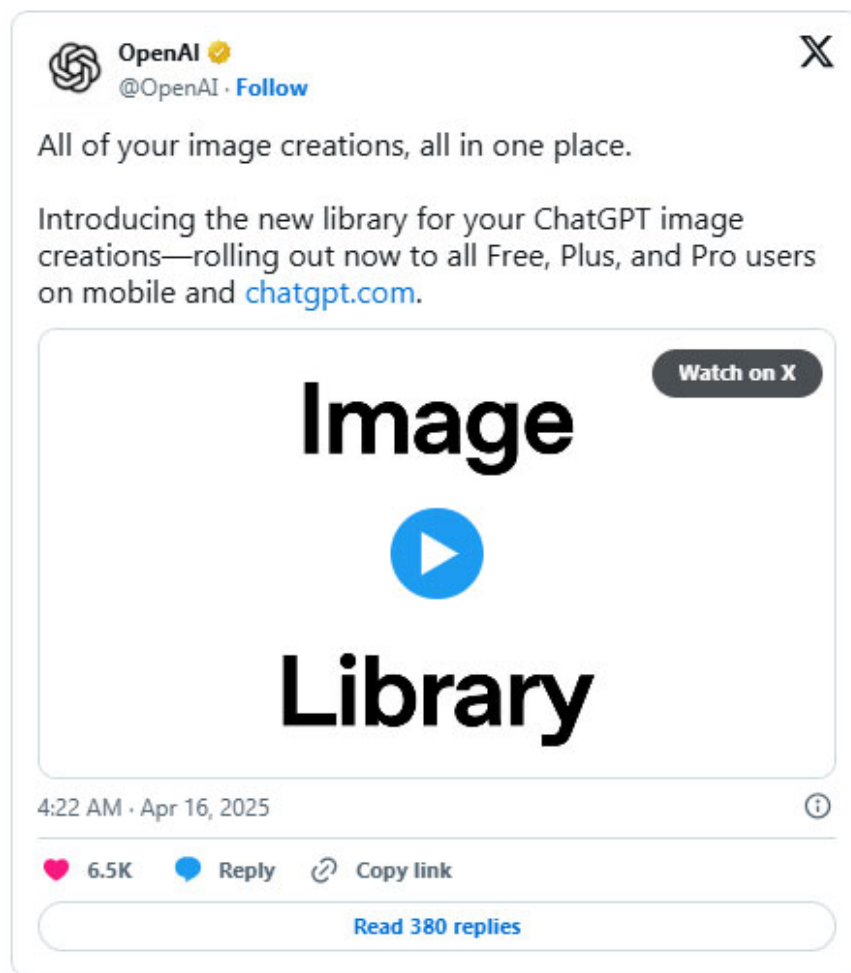 OpenAI
@OpenAI · Follow
All of your image creations, all in one place.
Introducing the new library for your ChatGPT image
creations—rolling out now to all Free, Plus, and Pro users
on mobile and chatgpt.com.
Watch on X
Image
Library
4:22 AM · Apr 16, 2025
6.5K Reply Copy link
Read 380 replies